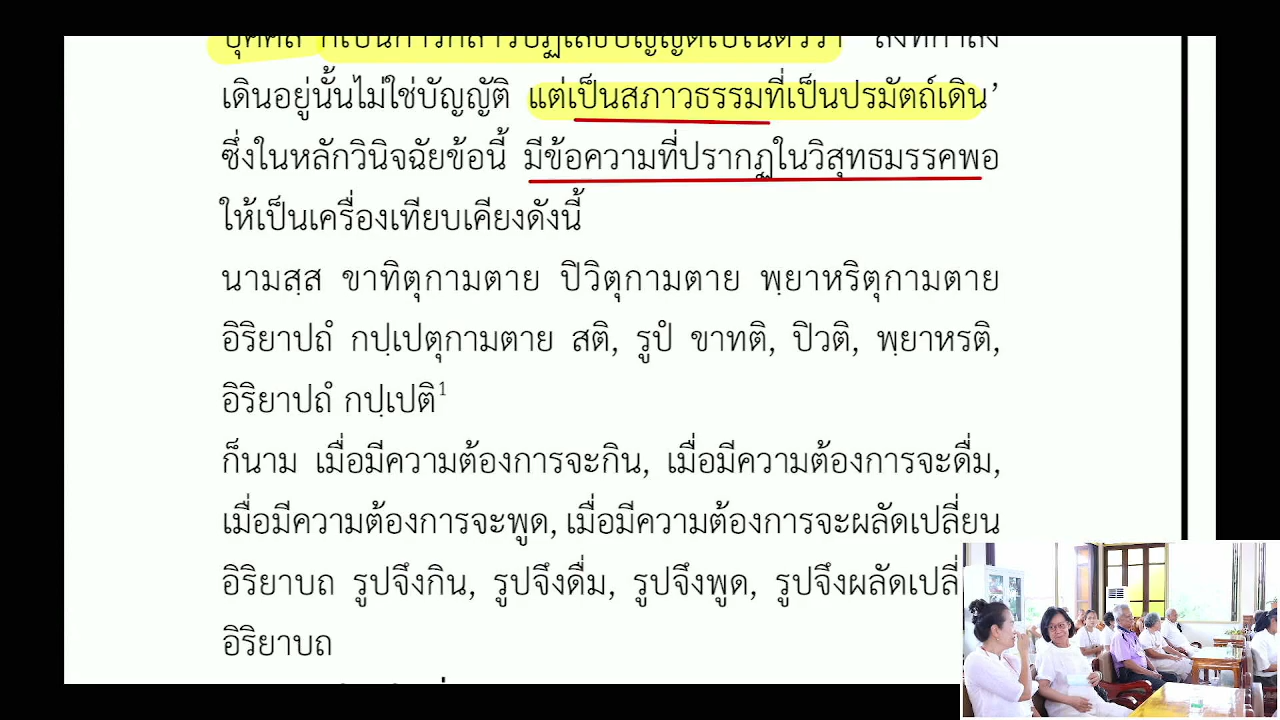 เดินอยู่นั้นไม่ใช่บัญญัติ แต่เป็นสภาวธรรมที่เป็นปรมัตถ์เดิน’
ซึ่งในหลักวินิจฉัยข้อนี้ มีข้อความที่ปรากฏในวิสุทธมรรคพอ
ให้เป็นเครื่องเทียบเคียงดังนี้
นามสฺส ขาทิตุกามตาย ปิวิตุกามตาย พฺยาหริตุกามตาย
อิริยาปถํ กปฺเปตุกามตาย สติ, รูปํ ขาทติ, ปิวติ, พฺยาหรติ,
อิริยาปถํ กปฺเปติ¹
ก็นาม เมื่อมีความต้องการจะกิน, เมื่อมีความต้องการจะดื่ม,
เมื่อมีความต้องการจะพูด, เมื่อมีความต้องการจะผลัดเปลี่ยน
อิริยาบถ รูปจึงกิน, รูปจึงดื่ม, รูปจึงพูด,
อิริยาบถ